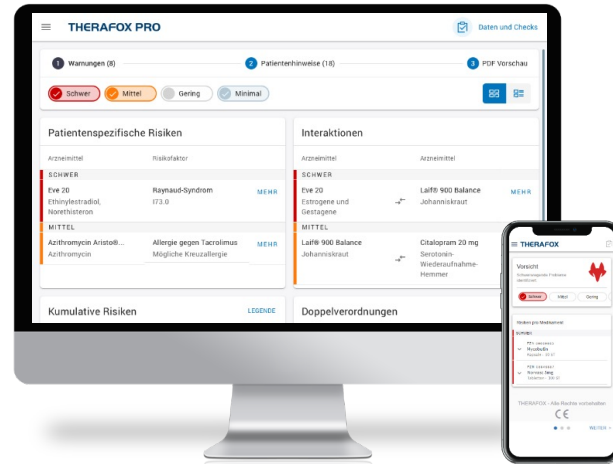 THERAFOX PRO
Daten und Checks
1 Warnungen (8)
2 Patientenhinweise (18)
3 PDF Vorschau
Schwer Mittel Gering Minimal
Patientenspezifische Risiken
Arzneimittel Risikofaktor
SCHWER
Eve 20 Raynaud-Syndrom MEHR
Ethinylestradiol, I73.0
Norethisteron
MITTEL
Azithromycin Aristo®... Allergie gegen Tacrolimus MEHR
Azithromycin Mögliche Kreuzallergie
Interaktionen
Arzneimittel Arzneimittel
SCHWER
Eve 20 Laif® 900 Balance MEHR
Estrogene und Johanniskraut
Gestagene
MITTEL
Laif® 900 Balance Citalopram 20 mg
Johanniskraut Serotonin-
Wiederaufnahme-
Hemmer
Kumulative Risiken LEGENDE
Doppelverordnungen
THERAFOX
Vorsicht
Schwer Mittel Gering
Risiken pro Medikament
SCHWER
THERAFOX - Alle Rechte vorbehalten
CE
WEITER >